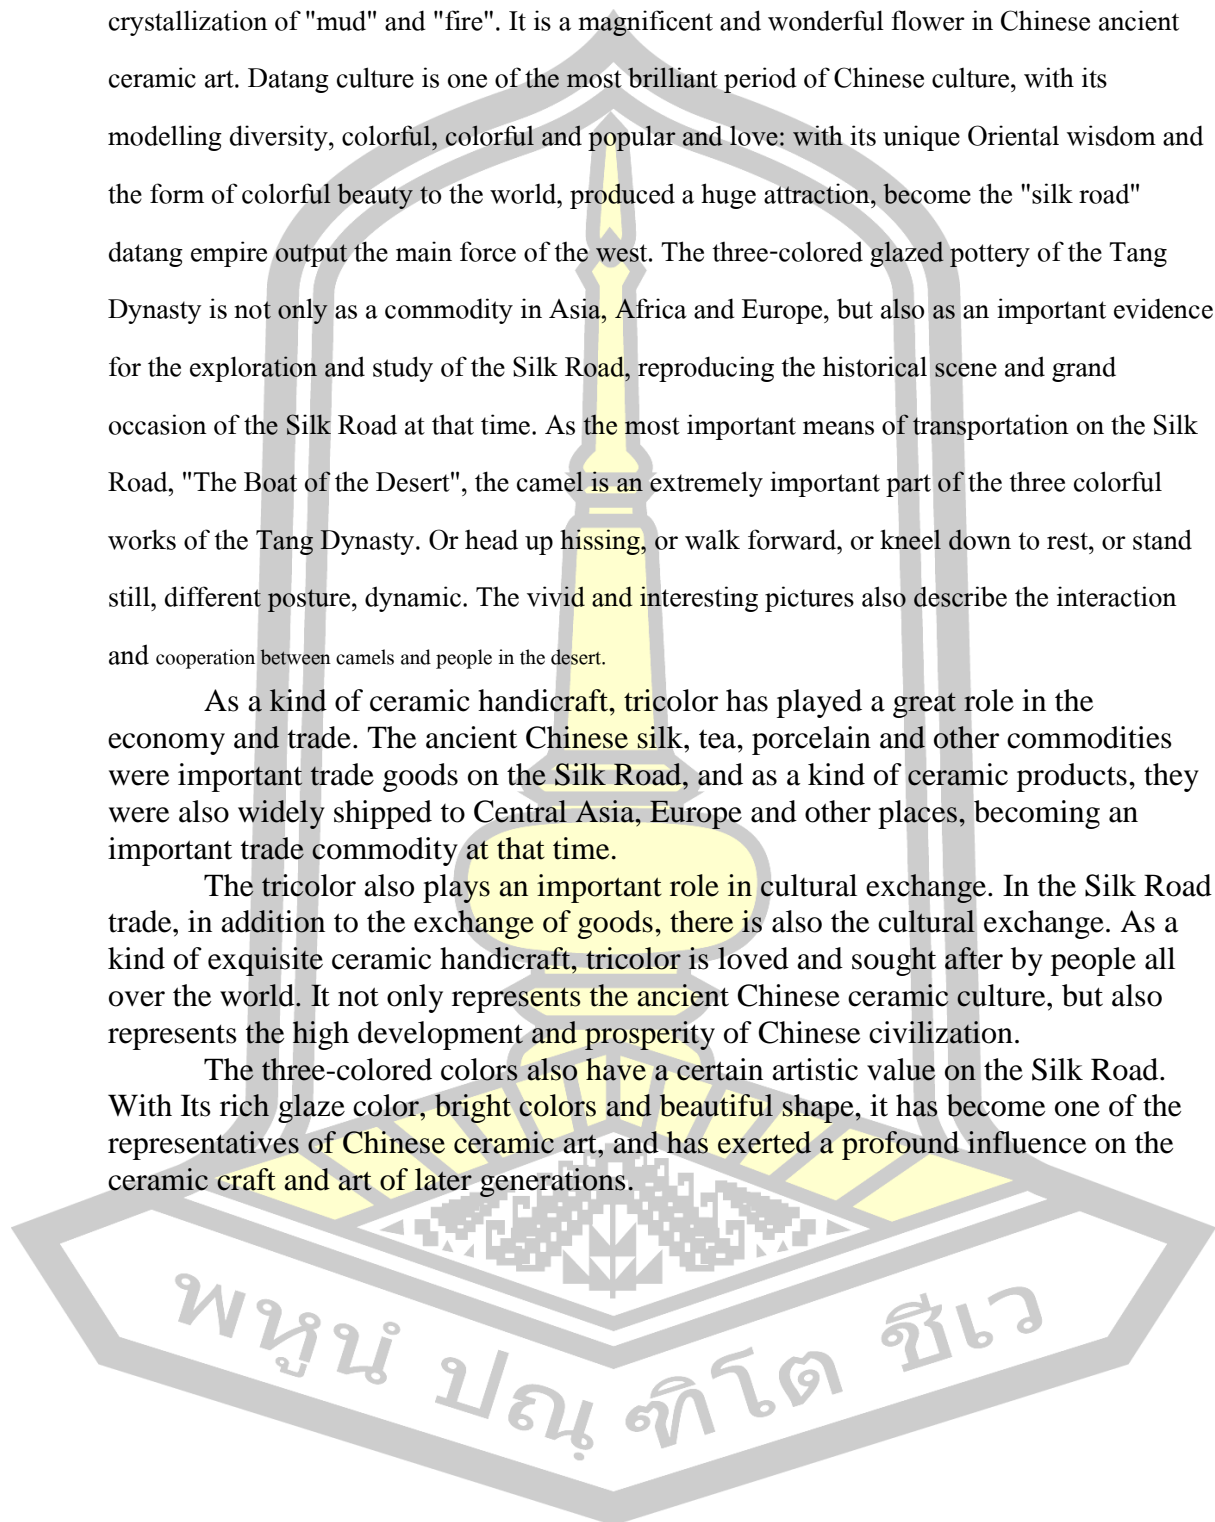 crystallization of "mud" and "fire". It is a magnificent and wonderful flower in Chinese ancient
ceramic art. Datang culture is one of the most brilliant period of Chinese culture, with its
modelling diversity, colorful, colorful and popular and love: with its unique Oriental wisdom and
the form of colorful beauty to the world, produced a huge attraction, become the "silk road"
datang empire output the main force of the west. The three-colored glazed pottery of the Tang
Dynasty is not only as a commodity in Asia, Africa and Europe, but also as an important evidence
for the exploration and study of the Silk Road, reproducing the historical scene and grand
occasion of the Silk Road at that time. As the most important means of transportation on the Silk
Road, "The Boat of the Desert", the camel is an extremely important part of the three colorful
works of the Tang Dynasty. Or head up hissing, or walk forward, or kneel down to rest, or stand
still, different posture, dynamic. The vivid and interesting pictures also describe the interaction
and cooperation between camels and people in the desert.
As a kind of ceramic handicraft, tricolor has played a great role in the
economy and trade. The ancient Chinese silk, tea, porcelain and other commodities
were important trade goods on the Silk Road, and as a kind of ceramic products, they
were also widely shipped to Central Asia, Europe and other places, becoming an
important trade commodity at that time.
The tricolor also plays an important role in cultural exchange. In the Silk Road
trade, in addition to the exchange of goods, there is also the cultural exchange. As a
kind of exquisite ceramic handicraft, tricolor is loved and sought after by people all
over the world. It not only represents the ancient Chinese ceramic culture, but also
represents the high development and prosperity of Chinese civilization.
The three-colored colors also have a certain artistic value on the Silk Road.
With Its rich glaze color, bright colors and beautiful shape, it has become one of the
representatives of Chinese ceramic art, and has exerted a profound influence on the
ceramic craft and art of later generations.
พหูนํ ปณฺฑิโต ชีเว